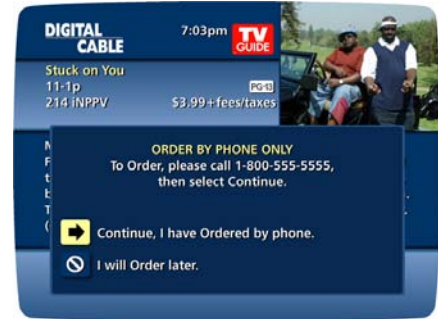 DIGITAL
CABLE
7:03pm
TV
GUIDE
Stuck on You
11-1p
PG-13
214 iNPPV
$3.99+fees/taxes
ORDER BY PHONE ONLY
To Order, please call 1-800-555-5555,
then select Continue.
Continue, I have Ordered by phone.
I will Order later.